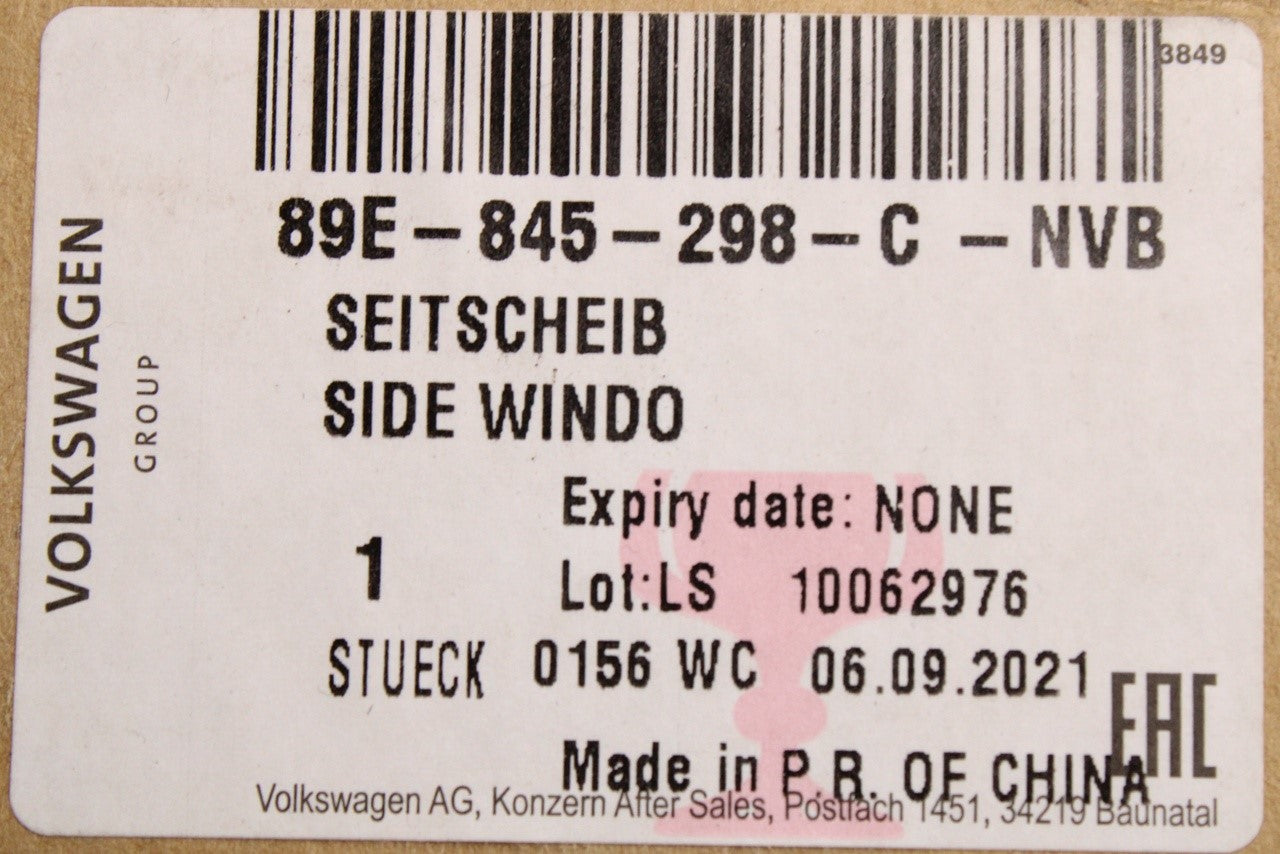 3849
89E-845-298-C -NVB
SEITSCHEIB
SIDE WINDO
VOLKSWAGEN
GROUP
Expiry date: NONE
1
Lot:LS 10062976
STUECK 0156 WC 06.09.2021
EAC
Made in P.R. OF CHINA
Volkswagen AG, Konzern After Sales, Postfach 1451, 34219 Baunatal